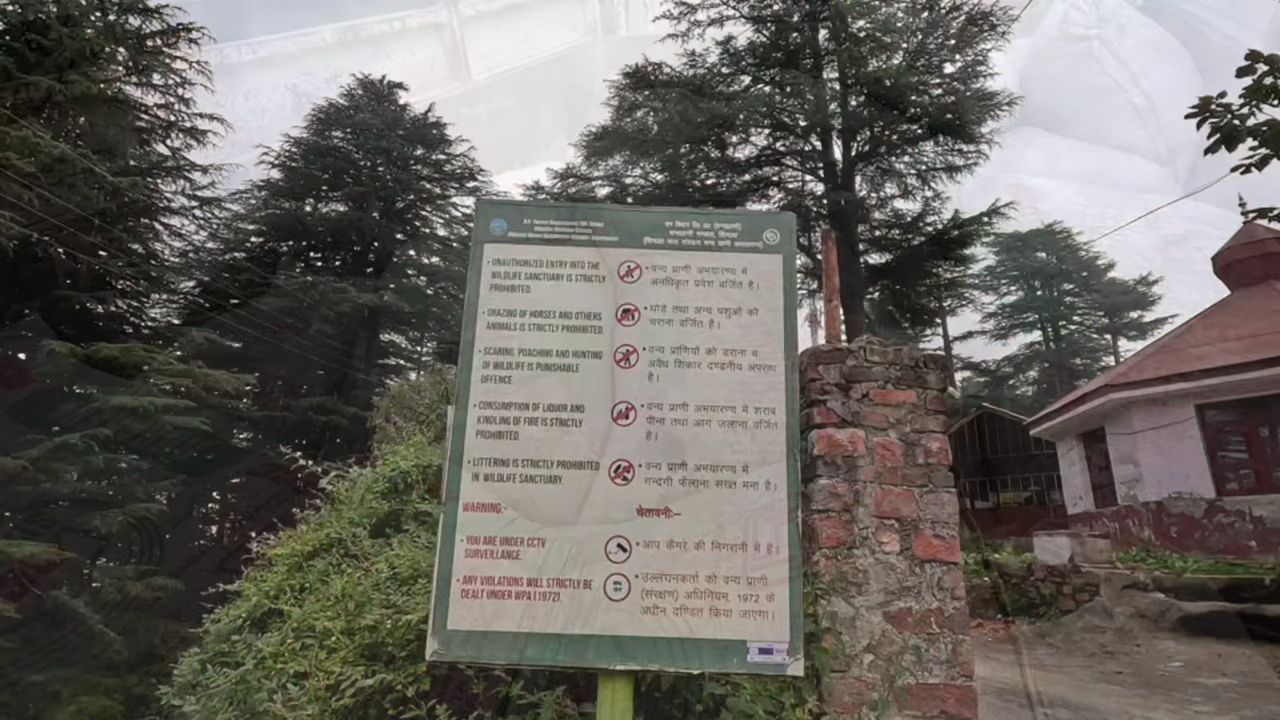 • UNAUTHORIZED ENTRY INTO THE
WILDLIFE SANCTUARY IS STRICTLY
PROHIBITED.
• वन्य प्राणी अभयारण्य में
अनधिकृत प्रवेश वर्जित है।
• GRAZING OF HORSES AND OTHERS
ANIMALS IS STRICTLY PROHIBITED.
• घोडे तथा अन्य पशुओं को
चराना वर्जित है।
• SCARING, POACHING AND HUNTING
OF WILDLIFE IS PUNISHABLE
OFFENCE.
• वन्य प्राणियों को डराना व
अवैध शिकार दण्डनीय अपराध
है।
• CONSUMPTION OF LIQUOR AND
KINDLING OF FIRE IS STRICTLY
PROHIBITED.
• वन्य प्राणी अभयारण्य में शराब
पीना तथा आग जलाना वर्जित
है।
• LITTERING IS STRICTLY PROHIBITED
IN WILDLIFE SANCTUARY.
• वन्य प्राणी अभयारण्य में
गन्दगी फैलाना सख्त मना है।
WARNING:-
चेतावनी:-
• YOU ARE UNDER CCTV
SURVEILLANCE.
• आप कैमरे की निगरानी में हैं।
• ANY VIOLATIONS WILL STRICTLY BE
DEALT UNDER WPA (1972).
• उल्लंघनकर्ता को वन्य प्राणी
(संरक्षण) अधिनियम, 1972 के
अधीन दण्डित किया जाएगा।